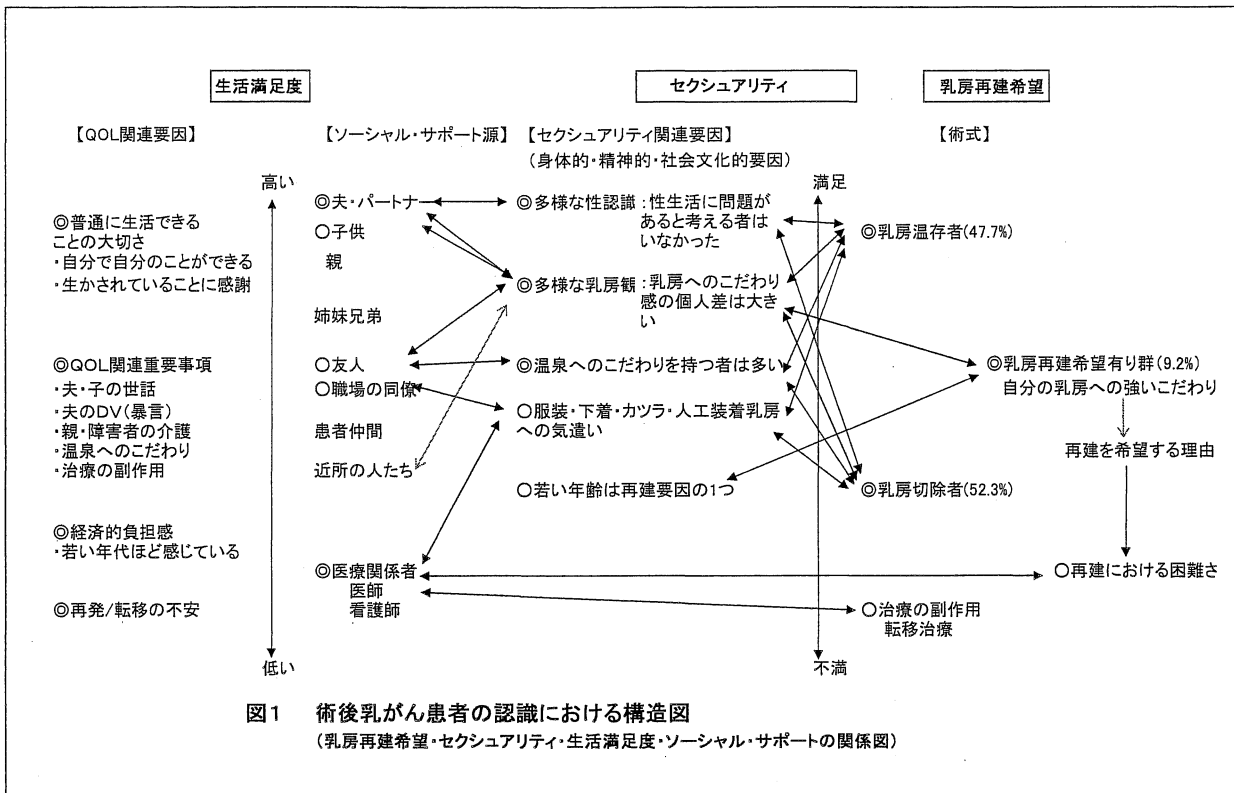 生活満足度
セクシュアリティ
乳房再建希望
【QOL関連要因】
【ソーシャル・サポート源】
【セクシュアリティ関連要因】
(身体的・精神的・社会文化的要因)
【術式】
高い
低い
◎普通に生活できる
ことの大切さ
・自分で自分のことができる
・生かされていることに感謝
◎QOL関連重要事項
・夫・子の世話
・夫のDV(暴言)
・親・障害者の介護
・温泉へのこだわり
・治療の副作用
◎経済的負担感
・若い年代ほど感じている
◎再発/転移の不安
◎夫・パートナー
○子供
親
姉妹兄弟
○友人
○職場の同僚
患者仲間
近所の人たち
◎医療関係者
医師
看護師
◎多様な性認識：性生活に問題が
あると考える者は
いなかった
◎多様な乳房観：乳房へのこだわり
感の個人差は大き
い
◎温泉へのこだわりを持つ者は多い
○服装・下着・カツラ・人工装着乳房
への気遣い
○若い年齢は再建要因の1つ
満足
不満
◎乳房温存者(47.7%)
◎乳房切除者(52.3%)
○治療の副作用
転移治療
◎乳房再建希望有り群(9.2%)
自分の乳房への強いこだわり
再建を希望する理由
○再建における困難さ
図1 術後乳がん患者の認識における構造図
(乳房再建希望・セクシュアリティ・生活満足度・ソーシャル・サポートの関係図)